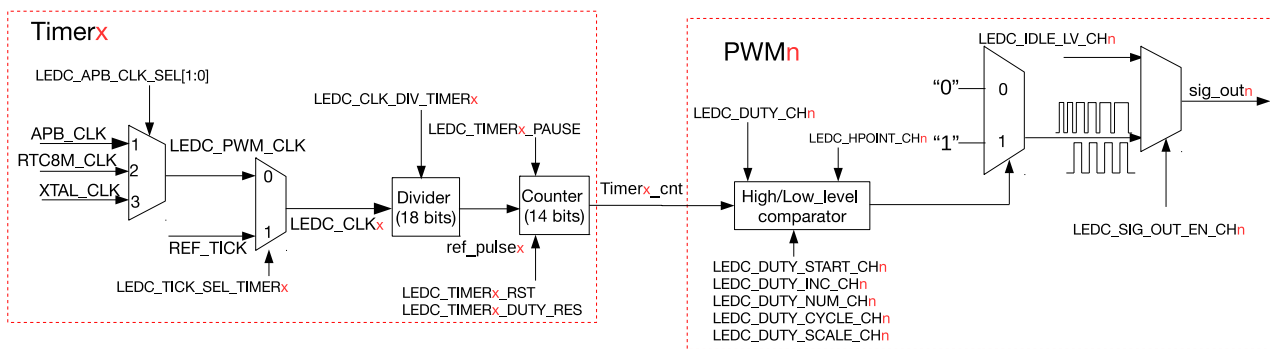 Timerx
LEDC_APB_CLK_SEL[1:0]
APB_CLK
RTC8M_CLK
XTAL_CLK
1
2
3
LEDC_PWM_CLK
0
1
REF_TICK
LEDC_TICK_SEL_TIMERx
LEDC_CLKx
LEDC_CLK_DIV_TIMERx
Divider
(18 bits)
ref_pulsex
LEDC_TIMERx_PAUSE
Counter
(14 bits)
LEDC_TIMERx_RST
LEDC_TIMERx_DUTY_RES
Timerx_cnt
PWMn
LEDC_DUTY_CHn
LEDC_HPOINT_CHn
High/Low_level
comparator
LEDC_DUTY_START_CHn
LEDC_DUTY_INC_CHn
LEDC_DUTY_NUM_CHn
LEDC_DUTY_CYCLE_CHn
LEDC_DUTY_SCALE_CHn
“0”
“1”
0
1
LEDC_IDLE_LV_CHn
sig_outn
LEDC_SIG_OUT_EN_CHn